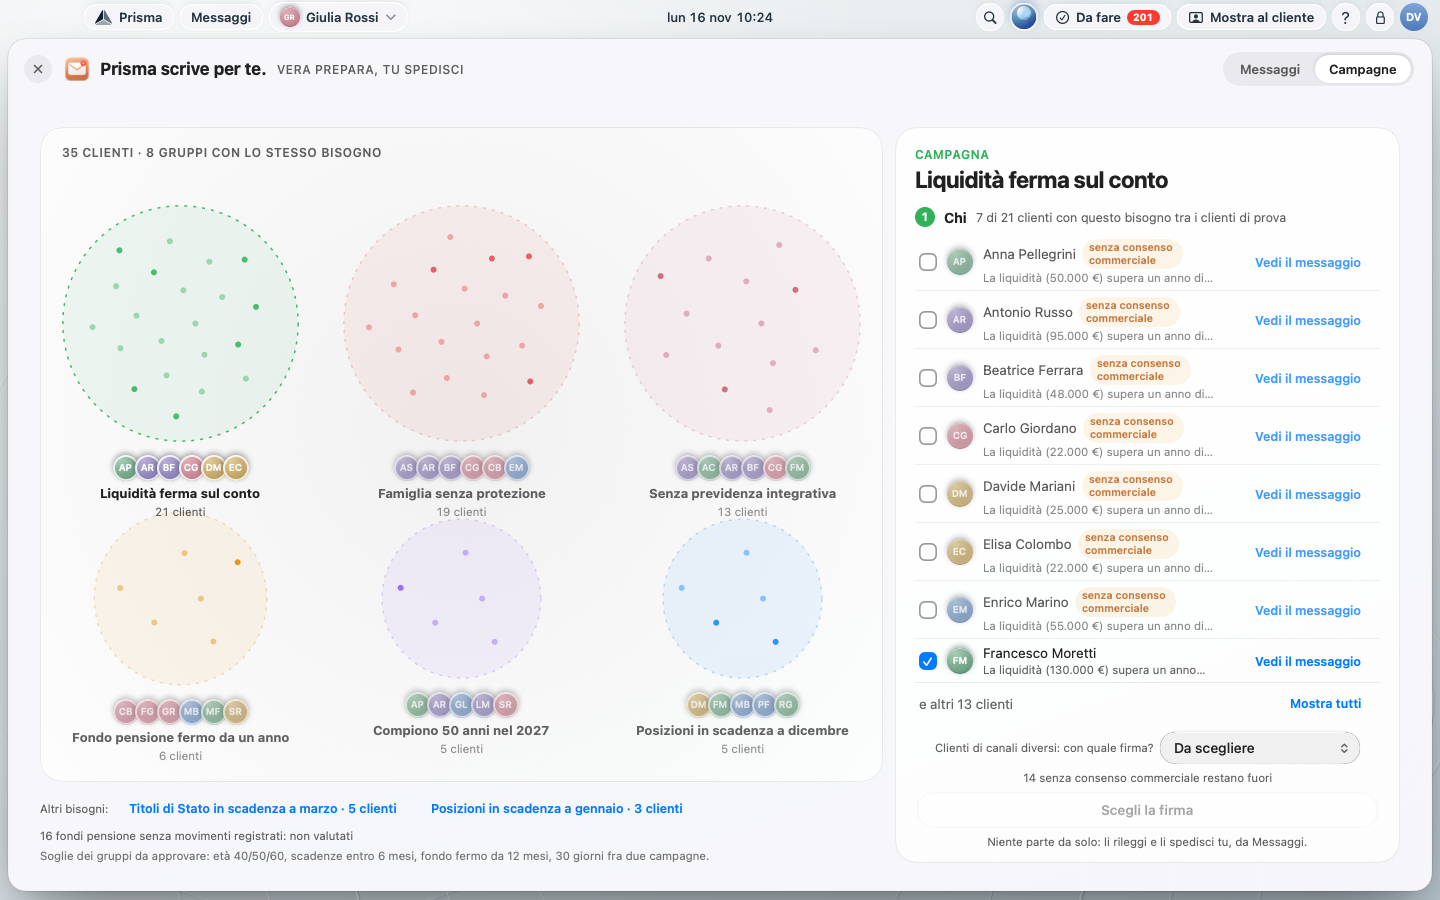 Prisma
Messaggi
GR Giulia Rossi
lun 16 nov 10:24
Da fare 201
Mostra al cliente
?
DV
Prisma scrive per te. VERA PREPARA, TU SPEDISCI
Messaggi
Campagne
35 CLIENTI · 8 GRUPPI CON LO STESSO BISOGNO
AP AR BF CG DM EC
Liquidità ferma sul conto
21 clienti
AS AR BF CG CB EM
Famiglia senza protezione
19 clienti
AS AC AR BF CG FM
Senza previdenza integrativa
13 clienti
CB FG GR MB MF SR
Fondo pensione fermo da un anno
6 clienti
AP AR GL LM SR
Compiono 50 anni nel 2027
5 clienti
DM FM MB PF RG
Posizioni in scadenza a dicembre
5 clienti
Altri bisogni: Titoli di Stato in scadenza a marzo · 5 clienti Posizioni in scadenza a gennaio · 3 clienti
16 fondi pensione senza movimenti registrati: non valutati
Soglie dei gruppi da approvare: età 40/50/60, scadenze entro 6 mesi, fondo fermo da 12 mesi, 30 giorni fra due campagne.
CAMPAGNA
Liquidità ferma sul conto
1 Chi 7 di 21 clienti con questo bisogno tra i clienti di prova
AP Anna Pellegrini senza consenso commerciale
La liquidità (50.000 €) supera un anno di…
Vedi il messaggio
AR Antonio Russo senza consenso commerciale
La liquidità (95.000 €) supera un anno di…
Vedi il messaggio
BF Beatrice Ferrara senza consenso commerciale
La liquidità (48.000 €) supera un anno di…
Vedi il messaggio
CG Carlo Giordano senza consenso commerciale
La liquidità (22.000 €) supera un anno di…
Vedi il messaggio
DM Davide Mariani senza consenso commerciale
La liquidità (25.000 €) supera un anno di…
Vedi il messaggio
EC Elisa Colombo senza consenso commerciale
La liquidità (22.000 €) supera un anno di…
Vedi il messaggio
EM Enrico Marino senza consenso commerciale
La liquidità (55.000 €) supera un anno di…
Vedi il messaggio
FM Francesco Moretti
La liquidità (130.000 €) supera un anno…
Vedi il messaggio
e altri 13 clienti
Mostra tutti
Clienti di canali diversi: con quale firma? Da scegliere
14 senza consenso commerciale restano fuori
Scegli la firma
Niente parte da solo: li rileggi e li spedisci tu, da Messaggi.